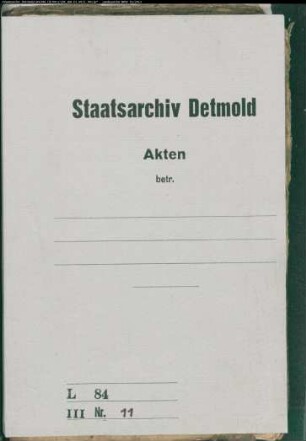 Staatsarchiv Detmold
Akten
betr.
L 84
III Nr. 11